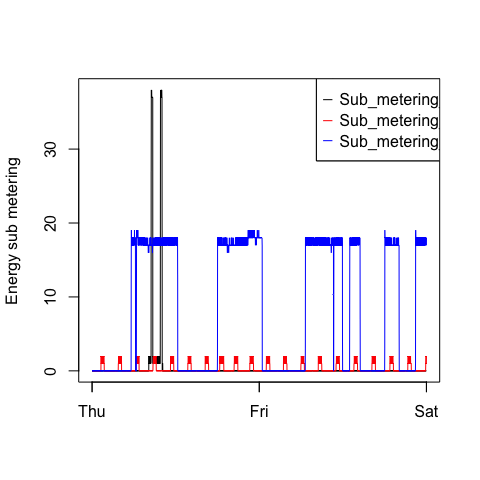 Sub_metering
Sub_metering
Sub_metering
Energy sub metering
30
20
10
0
Thu
Fri
Sat